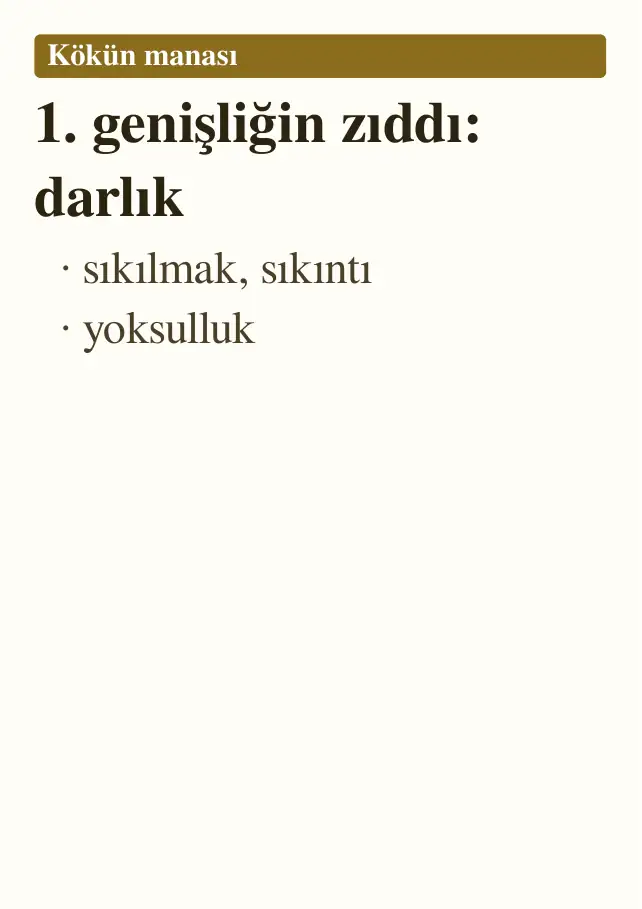 Kökün manası
1. genişliğin zıddı:
darlık
· sıkılmak, sıkıntı
· yoksulluk